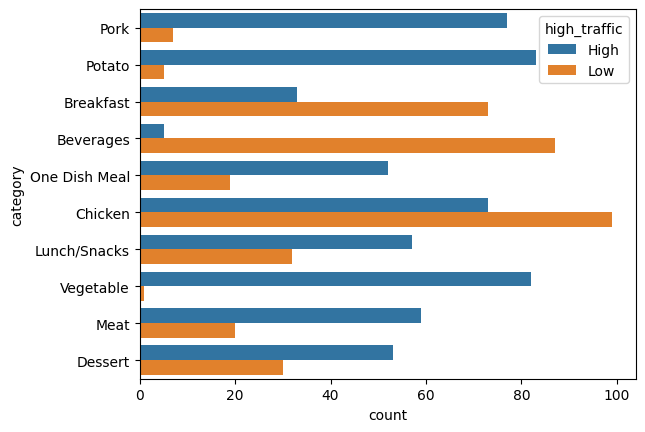 high_traffic
High
Low
Pork
Potato
Breakfast
Beverages
One Dish Meal
Chicken
Lunch/Snacks
Vegetable
Meat
Dessert
category
0 20 40 60 80 100
count